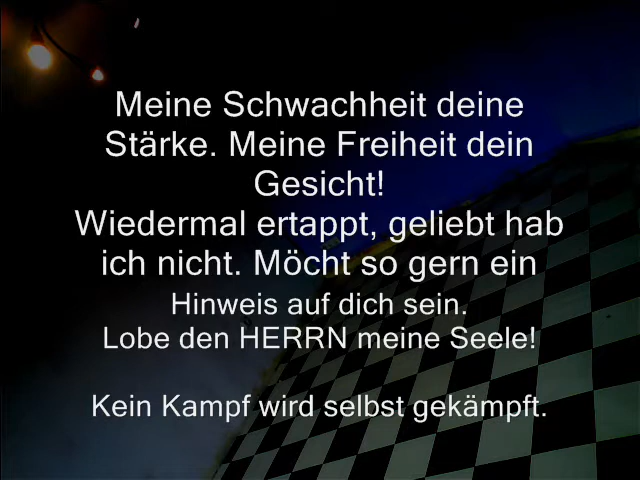 Meine Schwachheit deine
Stärke. Meine Freiheit dein
Gesicht!
Wiedermal ertappt, geliebt hab
ich nicht. Möcht so gern ein
Hinweis auf dich sein.
Lobe den HERRN meine Seele!
Kein Kampf wird selbst gekämpft.